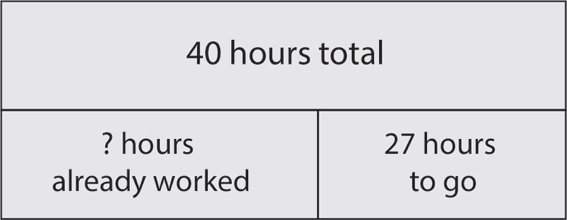 40 hours total
? hours
already worked
27 hours
to go